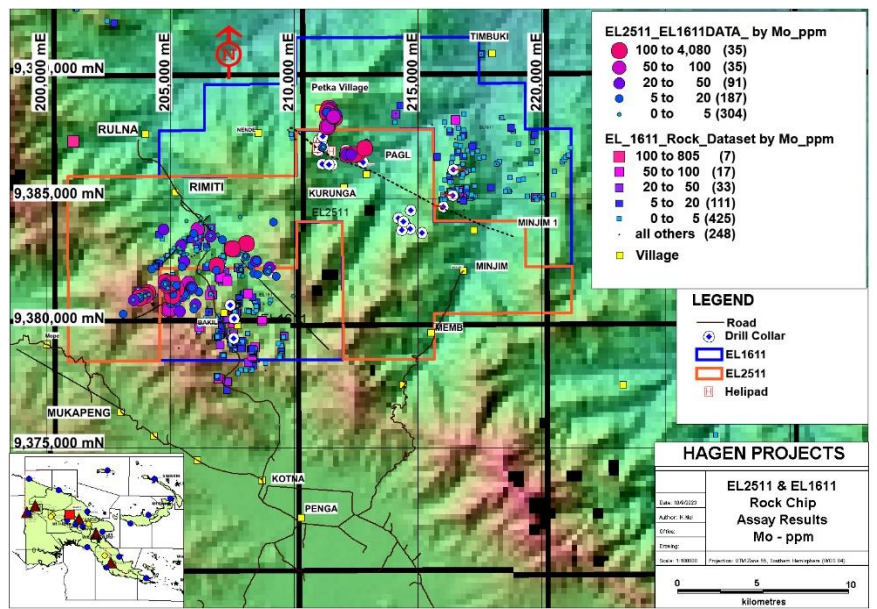 200,000 mE
205,000 mE
210,000 mE
215,000 mE
220,000 mE
TIMBUKI
Petka Village
N
RULNA
NENDE
PAGL
9,385,000 mN
RIMITI
KURUNGA
EL2511
MINJIM 1
MINJIM
9,380,000 mN
BAKIL
MEMB
MUKAPENG
9,375,000 mN
KOTNA
PENGA
EL2511_EL1611DATA_ by Mo_ppm
100 to 4,080 (35)
50 to 100 (35)
20 to 50 (91)
5 to 20 (187)
0 to 5 (304)
EL_1611_Rock_Dataset by Mo_ppm
100 to 805 (7)
50 to 100 (17)
20 to 50 (33)
5 to 20 (111)
0 to 5 (425)
all others (248)
Village
LEGEND
Road
Drill Collar
EL1611
EL2511
H Helipad
HAGEN PROJECTS
EL2511 & EL1611
Rock Chip
Assay Results
Mo - ppm
Office:
Drawing:
Scale: 1:100000
0 5 10
kilometres